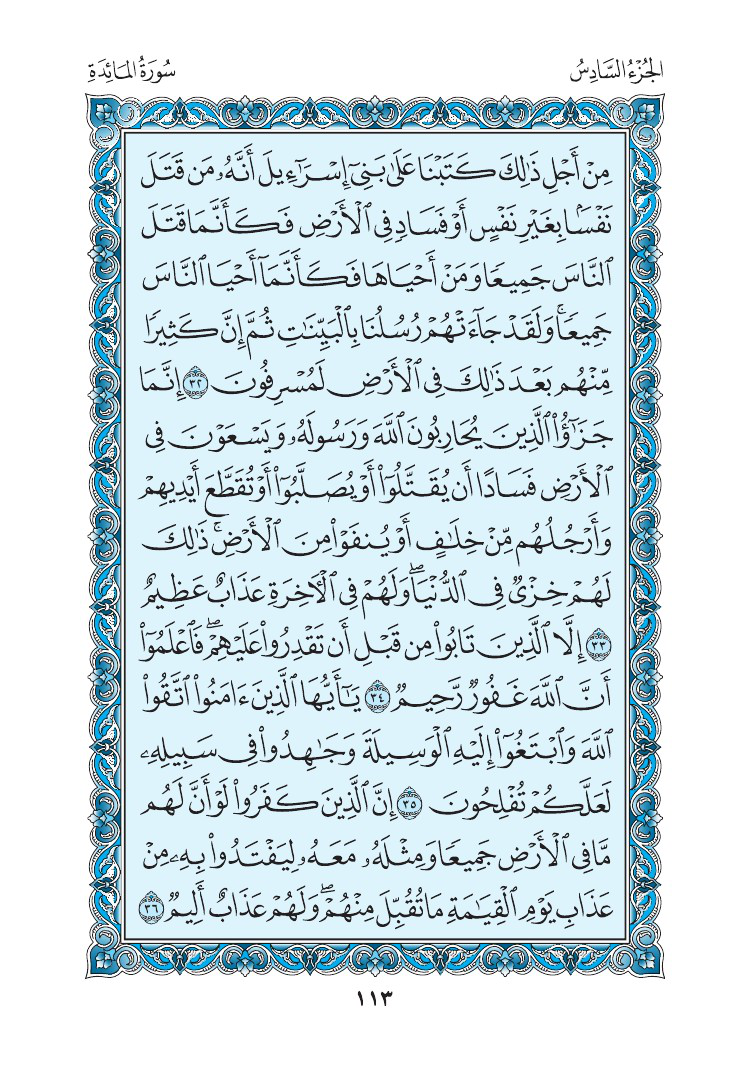 الجُزْءُ السَّادِسُ
سُورَةُ المَائِدَةِ
مِنْ أَجْلِ ذَٰلِكَ كَتَبْنَا عَلَىٰ بَنِىٓ إِسْرَٰٓءِيلَ أَنَّهُۥ مَن قَتَلَ
نَفْسًۢا بِغَيْرِ نَفْسٍ أَوْ فَسَادٍ فِى ٱلْأَرْضِ فَكَأَنَّمَا قَتَلَ
ٱلنَّاسَ جَمِيعًا وَمَنْ أَحْيَاهَا فَكَأَنَّمَآ أَحْيَا ٱلنَّاسَ
جَمِيعًاۚ وَلَقَدْ جَآءَتْهُمْ رُسُلُنَا بِٱلْبَيِّنَٰتِ ثُمَّ إِنَّ كَثِيرًا
مِّنْهُم بَعْدَ ذَٰلِكَ فِى ٱلْأَرْضِ لَمُسْرِفُونَ ٣٢ إِنَّمَا
جَزَٰٓؤُا۟ ٱلَّذِينَ يُحَارِبُونَ ٱللَّهَ وَرَسُولَهُۥ وَيَسْعَوْنَ فِى
ٱلْأَرْضِ فَسَادًا أَن يُقَتَّلُوٓا۟ أَوْ يُصَلَّبُوٓا۟ أَوْ تُقَطَّعَ أَيْدِيهِمْ
وَأَرْجُلُهُم مِّنْ خِلَٰفٍ أَوْ يُنفَوْا۟ مِنَ ٱلْأَرْضِۚ ذَٰلِكَ
لَهُمْ خِزْىٌ فِى ٱلدُّنْيَاۖ وَلَهُمْ فِى ٱلْـَٔاخِرَةِ عَذَابٌ عَظِيمٌ
٣٣ إِلَّا ٱلَّذِينَ تَابُوا۟ مِن قَبْلِ أَن تَقْدِرُوا۟ عَلَيْهِمْۖ فَٱعْلَمُوٓا۟
أَنَّ ٱللَّهَ غَفُورٌ رَّحِيمٌ ٣٤ يَٰٓأَيُّهَا ٱلَّذِينَ ءَامَنُوا۟ ٱتَّقُوا۟
ٱللَّهَ وَٱبْتَغُوٓا۟ إِلَيْهِ ٱلْوَسِيلَةَ وَجَٰهِدُوا۟ فِى سَبِيلِهِۦ
لَعَلَّكُمْ تُفْلِحُونَ ٣٥ إِنَّ ٱلَّذِينَ كَفَرُوا۟ لَوْ أَنَّ لَهُم
مَّا فِى ٱلْأَرْضِ جَمِيعًا وَمِثْلَهُۥ مَعَهُۥ لِيَفْتَدُوا۟ بِهِۦ مِنْ
عَذَابِ يَوْمِ ٱلْقِيَٰمَةِ مَا تُقُبِّلَ مِنْهُمْۖ وَلَهُمْ عَذَابٌ أَلِيمٌ ٣٦
١١٣